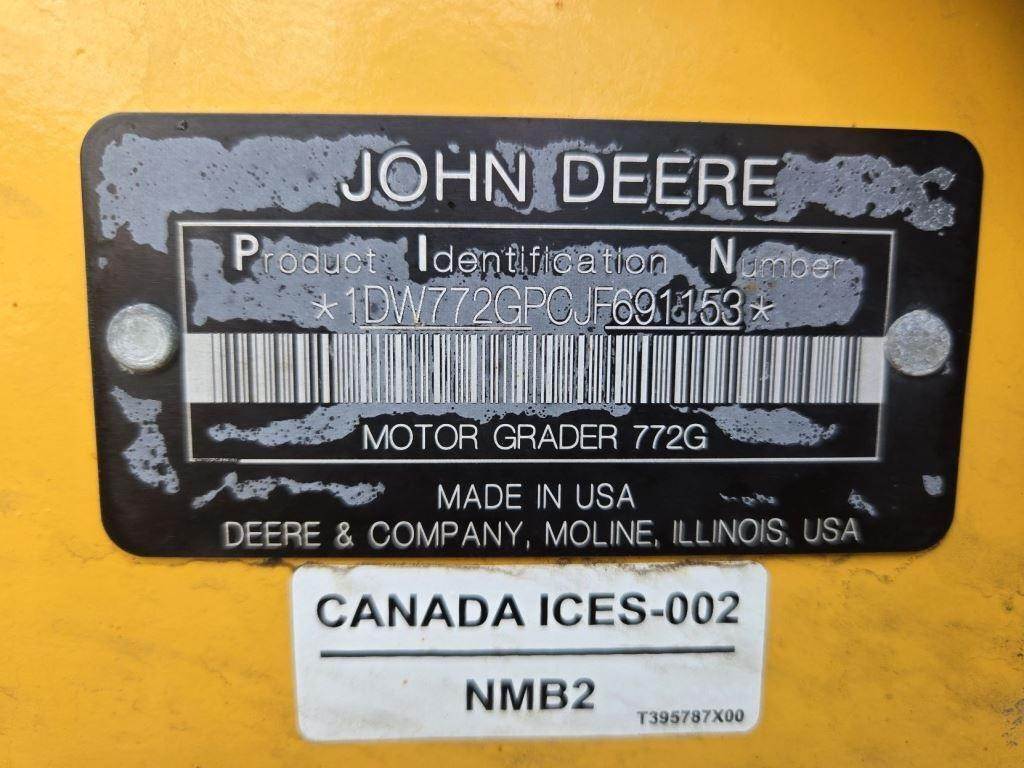 JOHN DEERE
Product Identification Number
*1DW772GPCJF691153*
MOTOR GRADER 772G
MADE IN USA
DEERE & COMPANY, MOLINE, ILLINOIS, USA
CANADA ICES-002
NMB2
T395787X00